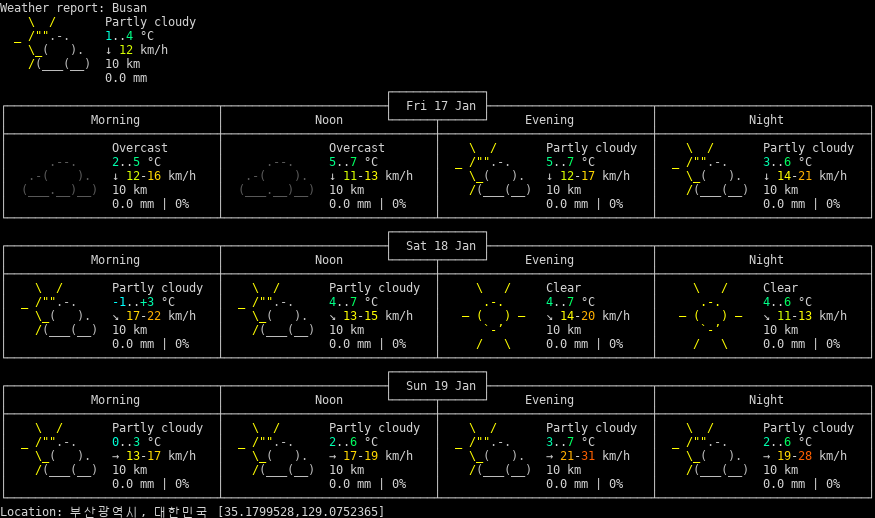 Weather report: Busan
Partly cloudy
1..4 °C
↓ 12 km/h
10 km
0.0 mm
Fri 17 Jan
Morning Noon Evening Night
Overcast Overcast Partly cloudy Partly cloudy
2..5 °C 5..7 °C 5..7 °C 3..6 °C
↓ 12-16 km/h ↓ 11-13 km/h ↓ 12-17 km/h ↓ 14-21 km/h
10 km 10 km 10 km 10 km
0.0 mm | 0% 0.0 mm | 0% 0.0 mm | 0% 0.0 mm | 0%
Sat 18 Jan
Morning Noon Evening Night
Partly cloudy Partly cloudy Clear Clear
-1..+3 °C 4..7 °C 4..7 °C 4..6 °C
↘ 17-22 km/h ↘ 13-15 km/h ↘ 14-20 km/h ↘ 11-13 km/h
10 km 10 km 10 km 10 km
0.0 mm | 0% 0.0 mm | 0% 0.0 mm | 0% 0.0 mm | 0%
Sun 19 Jan
Morning Noon Evening Night
Partly cloudy Partly cloudy Partly cloudy Partly cloudy
0..3 °C 2..6 °C 3..7 °C 2..6 °C
→ 13-17 km/h → 17-19 km/h → 21-31 km/h → 19-28 km/h
10 km 10 km 10 km 10 km
0.0 mm | 0% 0.0 mm | 0% 0.0 mm | 0% 0.0 mm | 0%
Location: 부산광역시, 대한민국 [35.1799528,129.0752365]